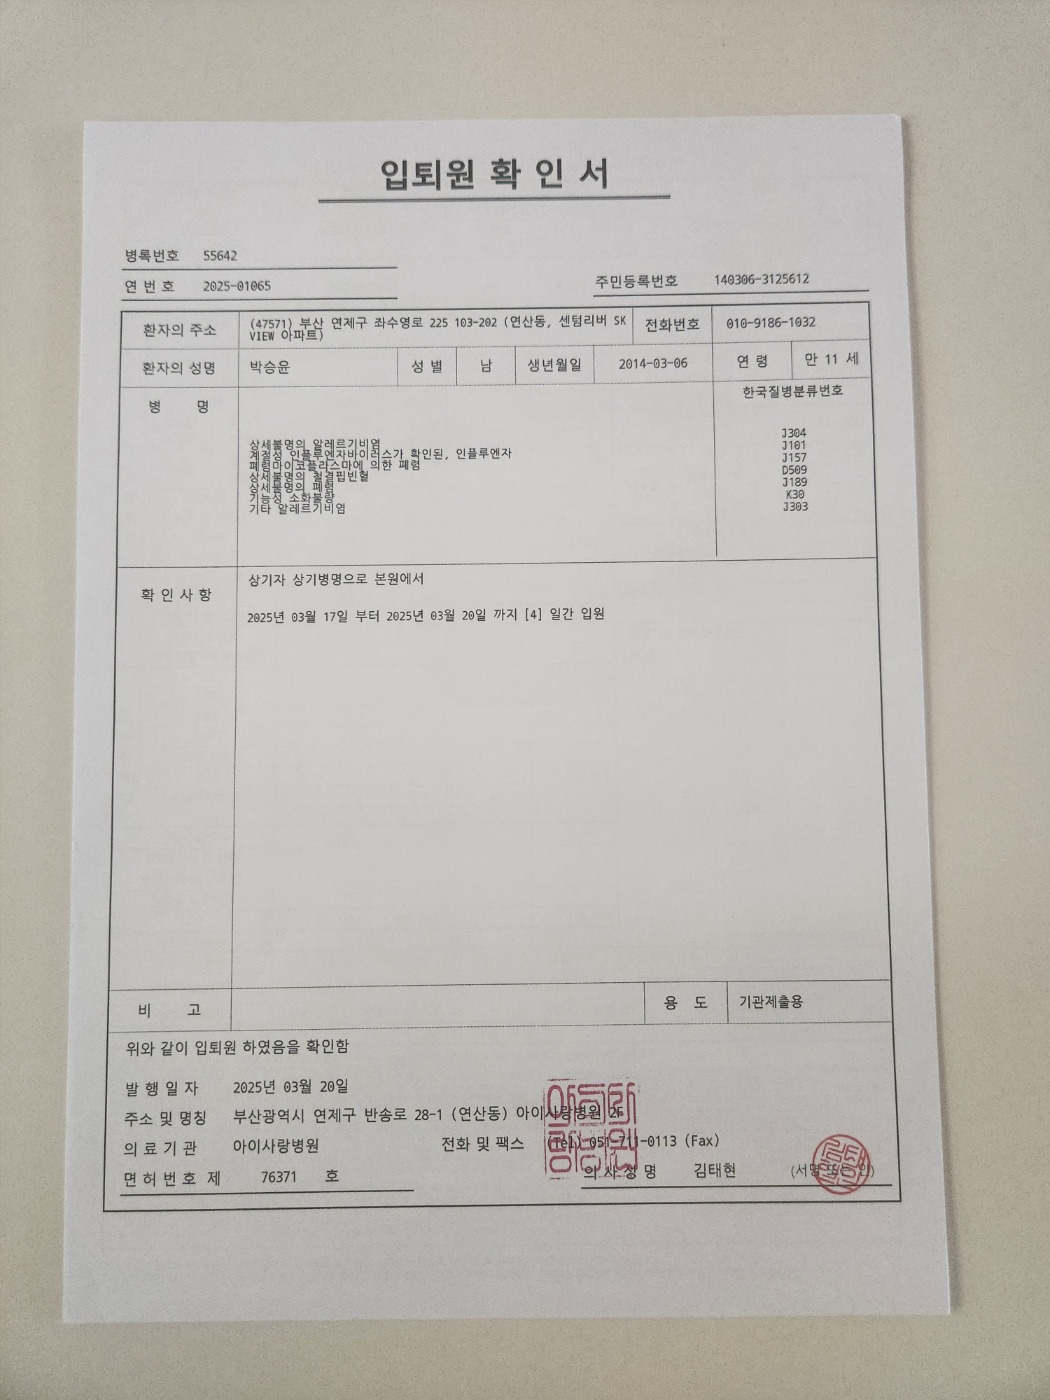 입퇴원 확 인 서
병록번호 55642
연 번 호 2025-01065
주민등록번호 140306-3125612
환자의 주소 (47571) 부산 연제구 좌수영로 225 103-202 (연산동, 센텀리버 SK VIEW 아파트) 전화번호 010-9186-1032
환자의 성명 박승윤 성 별 남 생년월일 2014-03-06 연 령 만 11 세
병 명 한국질병분류번호
상세불명의 알레르기비염 J304
계절성 인플루엔자바이러스가 확인된, 인플루엔자 J101
폐렴마이코플라스마에 의한 폐렴 J157
상세불명의 철결핍빈혈 D509
상세불명의 폐렴 J189
기능성 소화불량 K30
기타 알레르기비염 J303
확 인 사 항 상기자 상기병명으로 본원에서
2025년 03월 17일 부터 2025년 03월 20일 까지 [4] 일간 입원
비 고 용 도 기관제출용
위와 같이 입퇴원 하였음을 확인함
발 행 일 자 2025년 03월 20일
주소 및 명칭 부산광역시 연제구 반송로 28-1 (연산동) 아이사랑병원 2F
의 료 기 관 아이사랑병원 전화 및 팩스 (Tel) 051-711-0113 (Fax)
면 허 번 호 제 76371 호 의 사 성 명 김태현 (서명 또는 인)